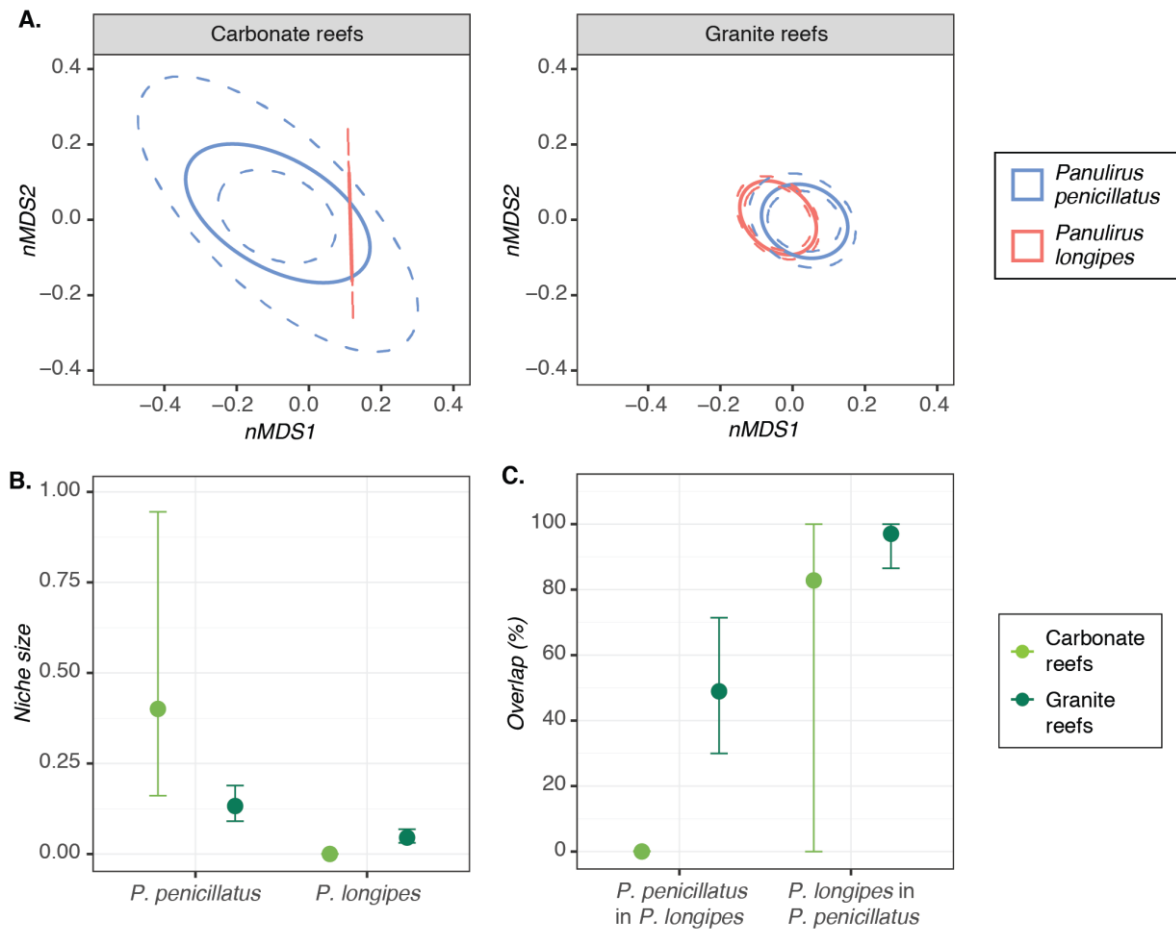 A.
Carbonate reefs
Granite reefs
0.4
0.2
0.0
−0.2
−0.4
nMDS2
−0.4
−0.2
0.0
0.2
0.4
nMDS1
0.4
0.2
0.0
−0.2
−0.4
nMDS2
−0.4
−0.2
0.0
0.2
0.4
nMDS1
Panulirus
penicillatus
Panulirus
longipes
B.
1.00
0.75
0.50
0.25
0.00
Niche size
P. penicillatus
P. longipes
C.
100
80
60
40
20
0
Overlap (%)
P. penicillatus
in P. longipes
P. longipes in
P. penicillatus
Carbonate
reefs
Granite
reefs